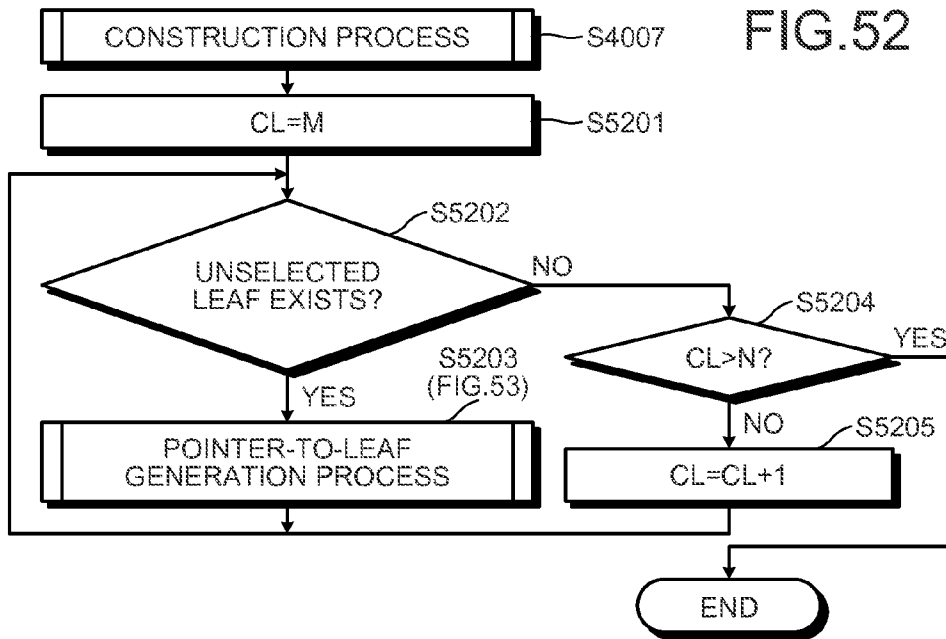 FIG.52
CONSTRUCTION PROCESS
S4007
CL=M
S5201
S5202
UNSELECTED
LEAF EXISTS?
NO
YES
S5204
CL>N?
YES
NO
S5203
(FIG.53)
POINTER-TO-LEAF
GENERATION PROCESS
S5205
CL=CL+1
END